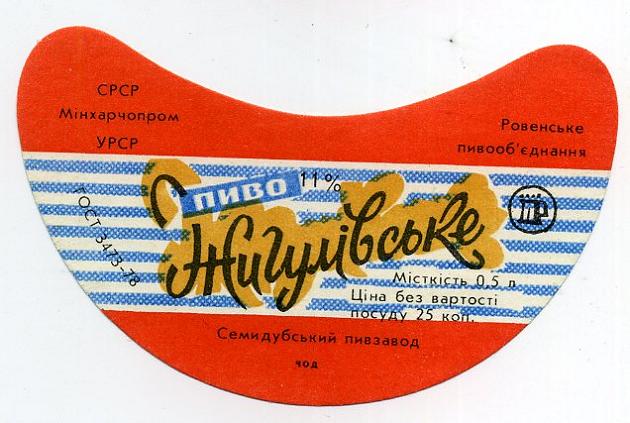 СРСР
Мінхарчопром
УРСР
Ровенське
пивооб'єднання
ГОСТ 3473-78
ПИВО 11%
Жигулівське
Місткість 0,5 л
Ціна без вартості
посуду 25 коп.
Семидубський пивзавод
чод